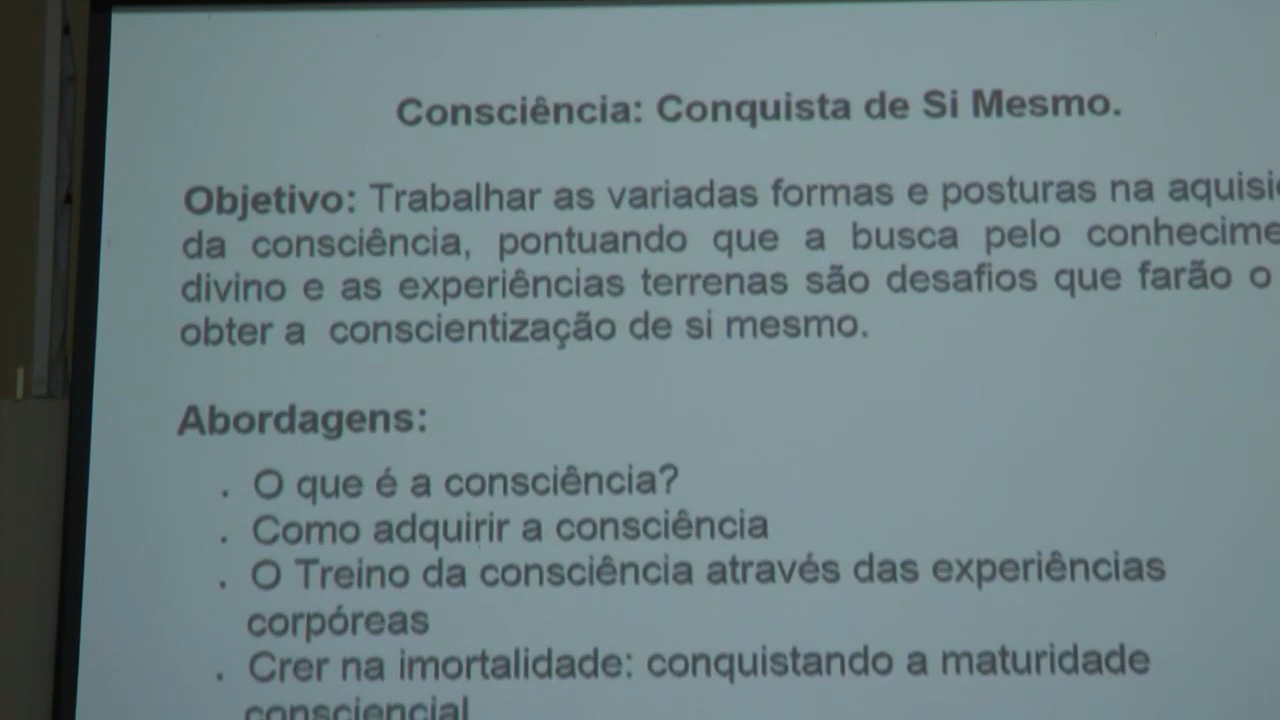 Consciência: Conquista de Si Mesmo.
Objetivo: Trabalhar as variadas formas e posturas na
da consciência, pontuando que a busca pelo
divino e as experiências terrenas são desafios que farão o
obter a conscientização de si mesmo.
Abordagens:
. O que é a consciência?
. Como adquirir a consciência
. O Treino da consciência através das experiências
corpóreas
. Crer na imortalidade: conquistando a maturidade
consciencial